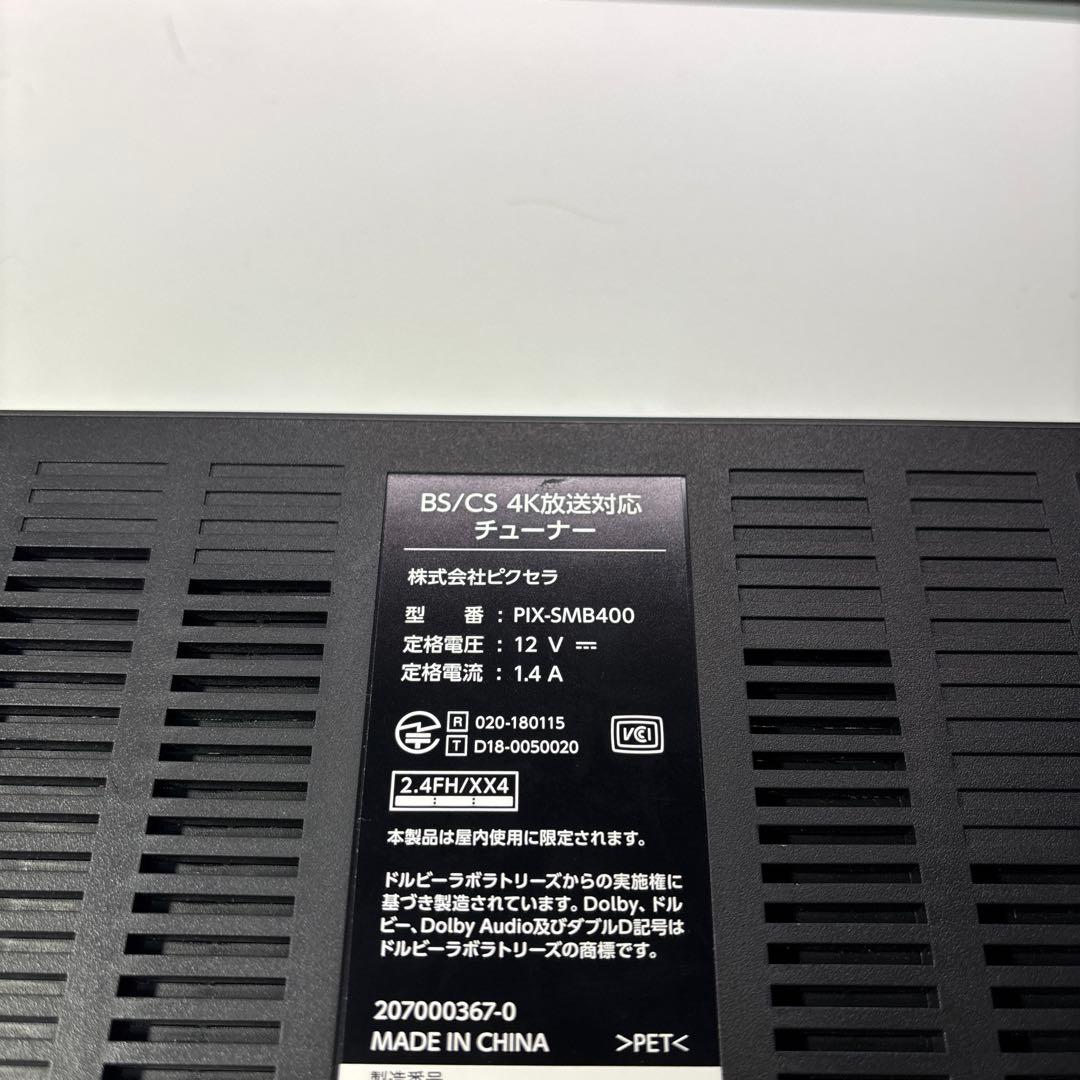 BS/CS 4K放送対応
チューナー
株式会社ピクセラ
型 番 : PIX-SMB400
定格電圧 : 12 V
定格電流 : 1.4 A
R 020-180115
T D18-0050020
VCI
2.4FH/XX4
本製品は屋内使用に限定されます。
ドルビーラボラトリーズからの実施権に
基づき製造されています。Dolby、ドル
ビー、Dolby Audio及びダブルD記号は
ドルビーラボラトリーズの商標です。
207000367-0
MADE IN CHINA >PET<
製造番号